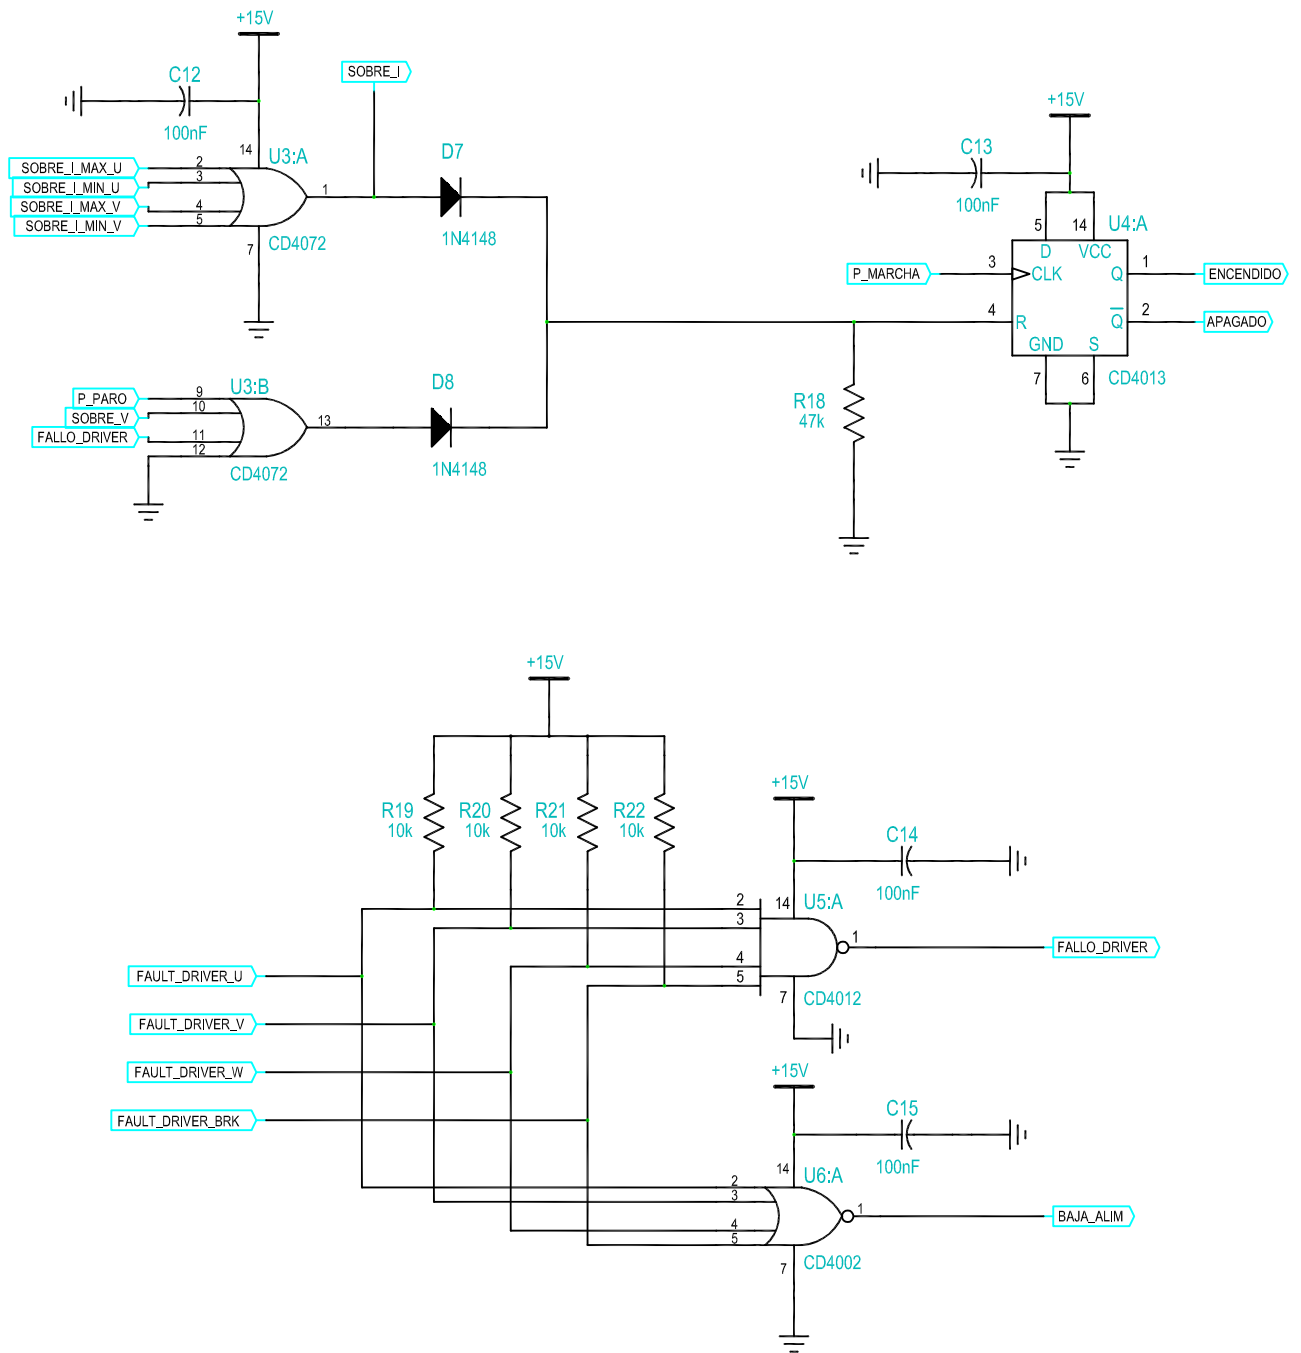 +15V
C12
100nF
SOBRE_I
14
U3:A
SOBRE_I_MAX_U
2
SOBRE_I_MIN_U
3
SOBRE_I_MAX_V
4
SOBRE_I_MIN_V
5
1
7
CD4072
D7
1N4148
P_PARO
9
SOBRE_V
10
FALLO_DRIVER
11
12
U3:B
13
CD4072
D8
1N4148
R18
47k
+15V
C13
100nF
5
14
U4:A
D
VCC
P_MARCHA
3
CLK
Q
1
ENCENDIDO
4
R
Q
2
APAGADO
GND
S
7
6
CD4013
+15V
R19
10k
R20
10k
R21
10k
R22
10k
+15V
C14
100nF
14
U5:A
2
3
4
5
1
FALLO_DRIVER
7
CD4012
FAULT_DRIVER_U
FAULT_DRIVER_V
FAULT_DRIVER_W
FAULT_DRIVER_BRK
+15V
C15
100nF
14
U6:A
2
3
4
5
1
BAJA_ALIM
7
CD4002